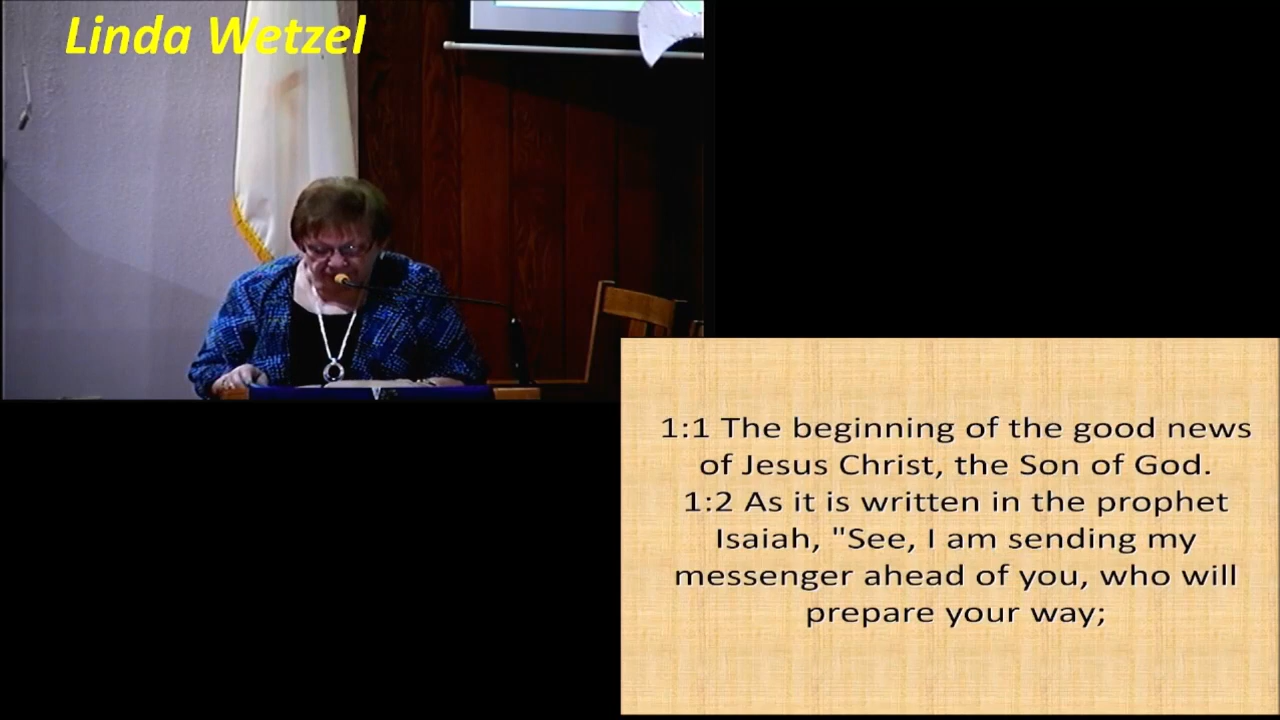 Linda Wetzel
1:1 The beginning of the good news
of Jesus Christ, the Son of God.
1:2 As it is written in the prophet
Isaiah, "See, I am sending my
messenger ahead of you, who will
prepare your way;